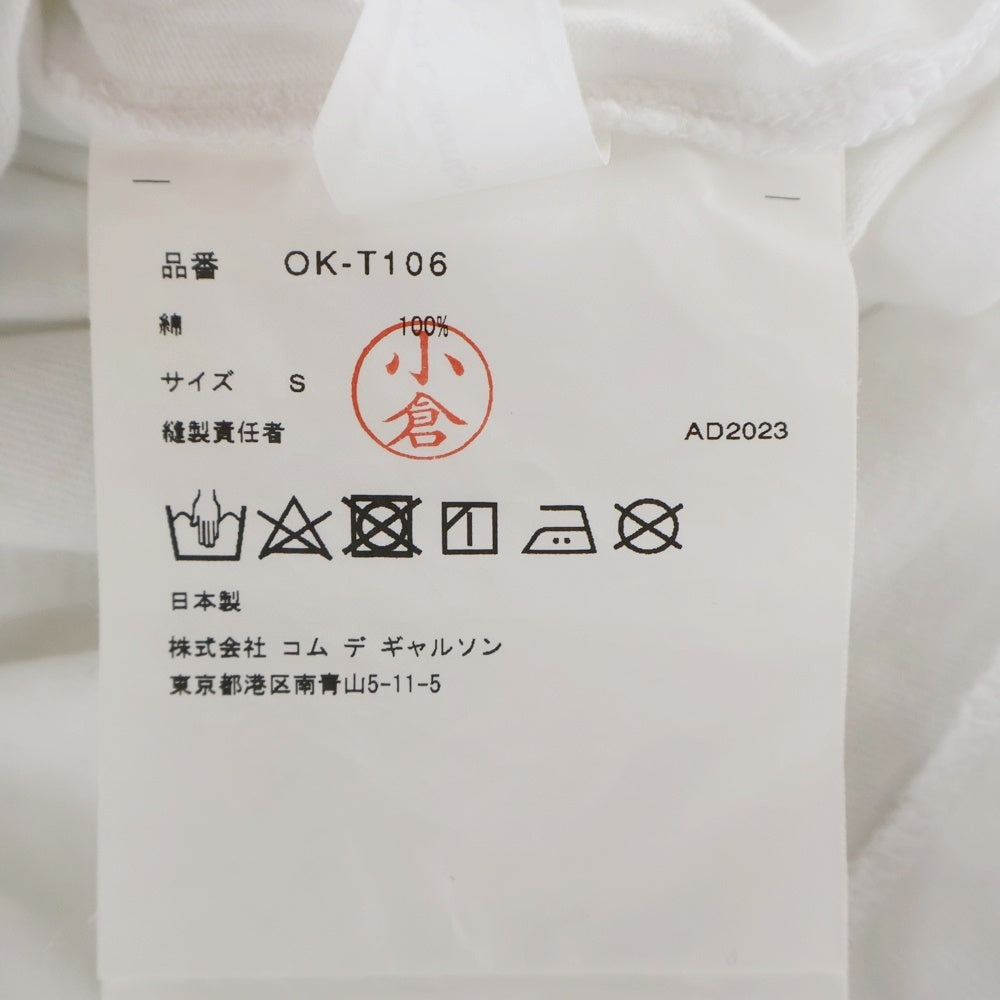 品番 OK-T106
綿 100%
サイズ S
小倉
縫製責任者 AD2023
日本製
株式会社 コム デ ギャルソン
東京都港区南青山5-11-5